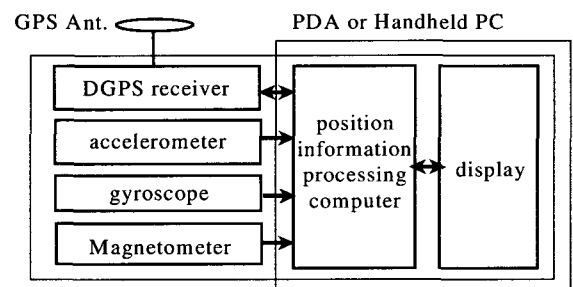 GPS Ant.
PDA or Handheld PC
DGPS receiver
accelerometer
gyroscope
Magnetometer
position
information
processing
computer
display